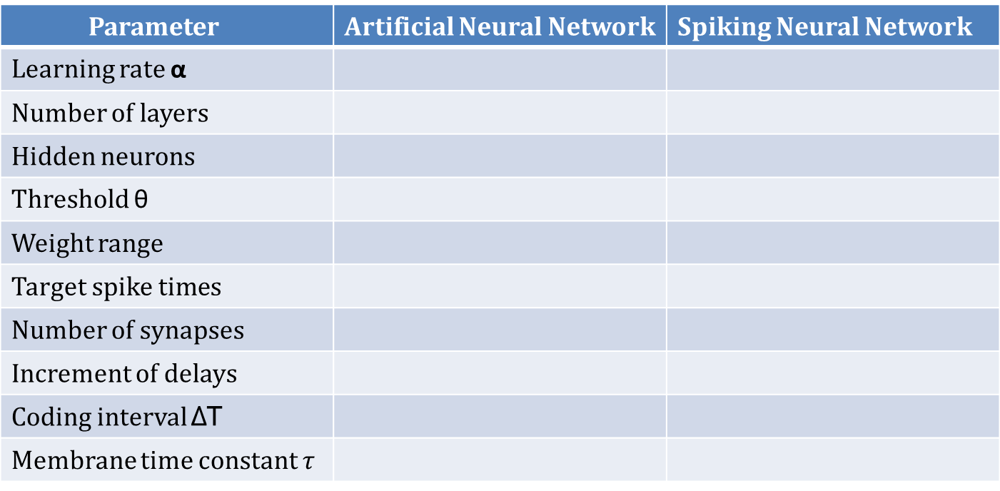 Parameter Artificial Neural Network Spiking Neural Network
Learning rate α
Number of layers
Hidden neurons
Threshold θ
Weight range
Target spike times
Number of synapses
Increment of delays
Coding interval ΔT
Membrane time constant τ